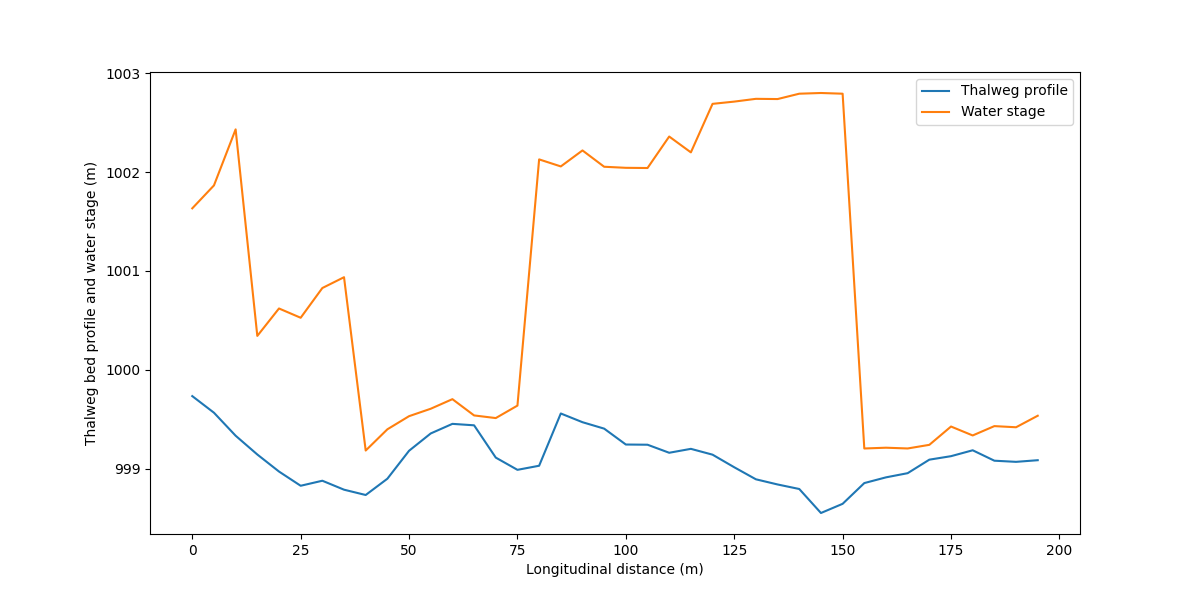 Thalweg profile
Water stage
Thalweg bed profile and water stage (m)
1003
1002
1001
1000
999
0 25 50 75 100 125 150 175 200
Longitudinal distance (m)